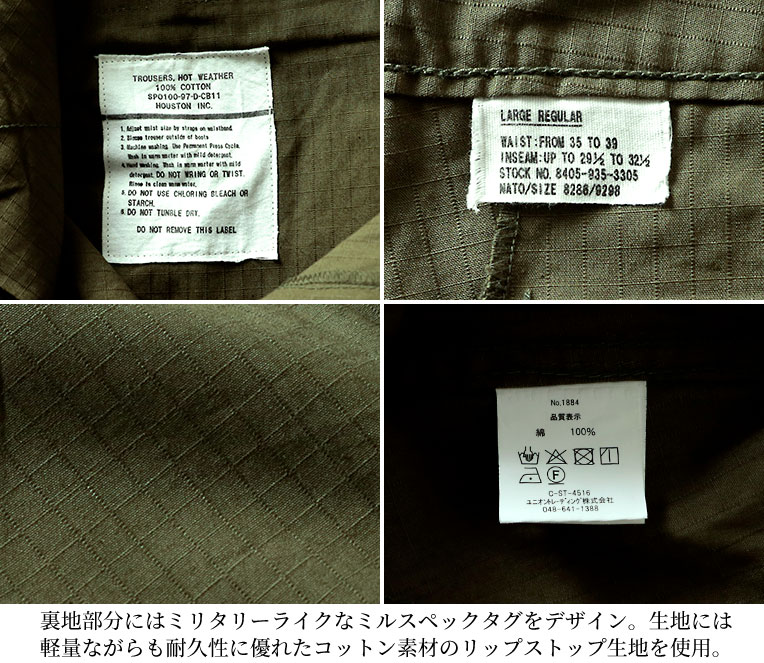 TROUSERS, HOT WEATHER
100% COTTON
SPO100-97-D-CB11
HOUSTON INC.
1. Adjust waist size by straps on waistband.
2. Blouse trouser outside of boots
3. Machine washing. Use Permanent Press Cycle.
Wash in warm warter with mild detergent.
4. Hand washing. Wash in warm warter with mild
detergent. DO NOT WRING OR TWIST.
Rinse in clean warm water.
5. DO NOT USE CHLORING BLEACH OR
STARCH.
6. DO NOT TUMBLE DRY.
DO NOT REMOVE THIS LABEL
LARGE REGULAR
WAIST:FROM 35 TO 39
INSEAM:UP TO 29½ TO 32½
STOCK NO. 8405-935-3305
NATO/SIZE 8286/9298
No.1884
品質表示
綿 100%
C-ST-4516
ユニオントレーディング株式会社
048-641-1388
裏地部分にはミリタリーライクなミルスペックタグをデザイン。生地には
軽量ながらも耐久性に優れたコットン素材のリップストップ生地を使用。